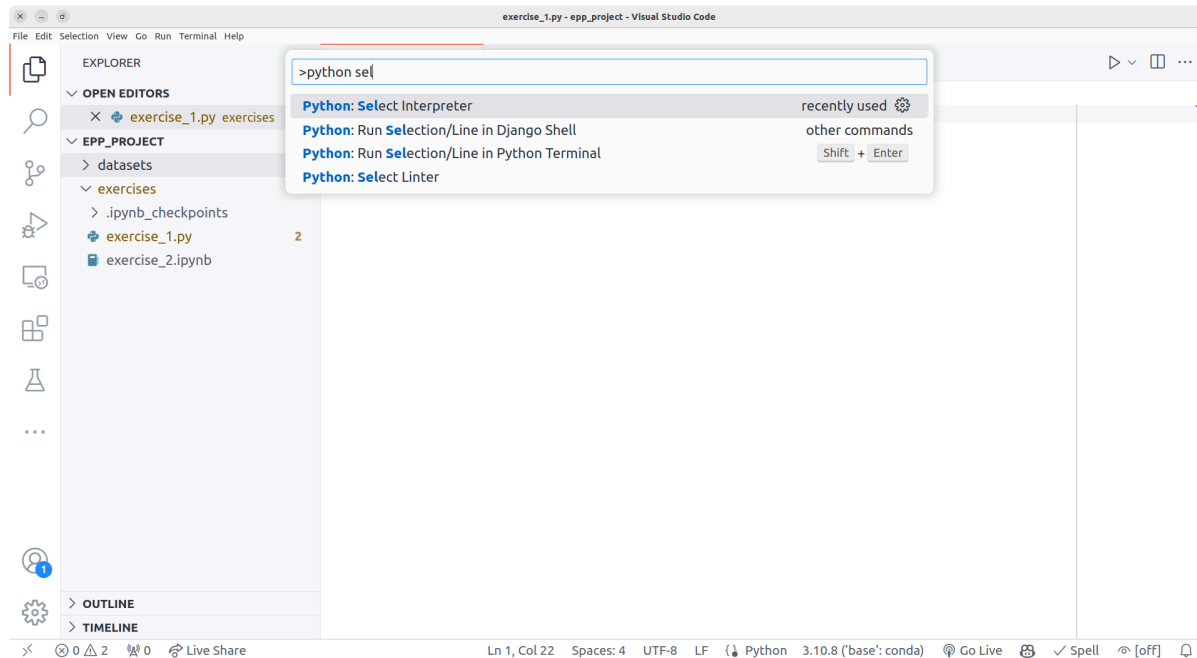 exercise_1.py - epp_project - Visual Studio Code
File Edit Selection View Go Run Terminal Help
EXPLORER
OPEN EDITORS
exercise_1.py exercises
EPP_PROJECT
datasets
exercises
.ipynb_checkpoints
exercise_1.py 2
exercise_2.ipynb
>python sel
Python: Select Interpreter recently used
Python: Run Selection/Line in Django Shell other commands
Python: Run Selection/Line in Python Terminal Shift + Enter
Python: Select Linter
1
OUTLINE
TIMELINE
0 2 0 Live Share Ln 1, Col 22 Spaces: 4 UTF-8 LF Python 3.10.8 ('base': conda) Go Live Spell [off]